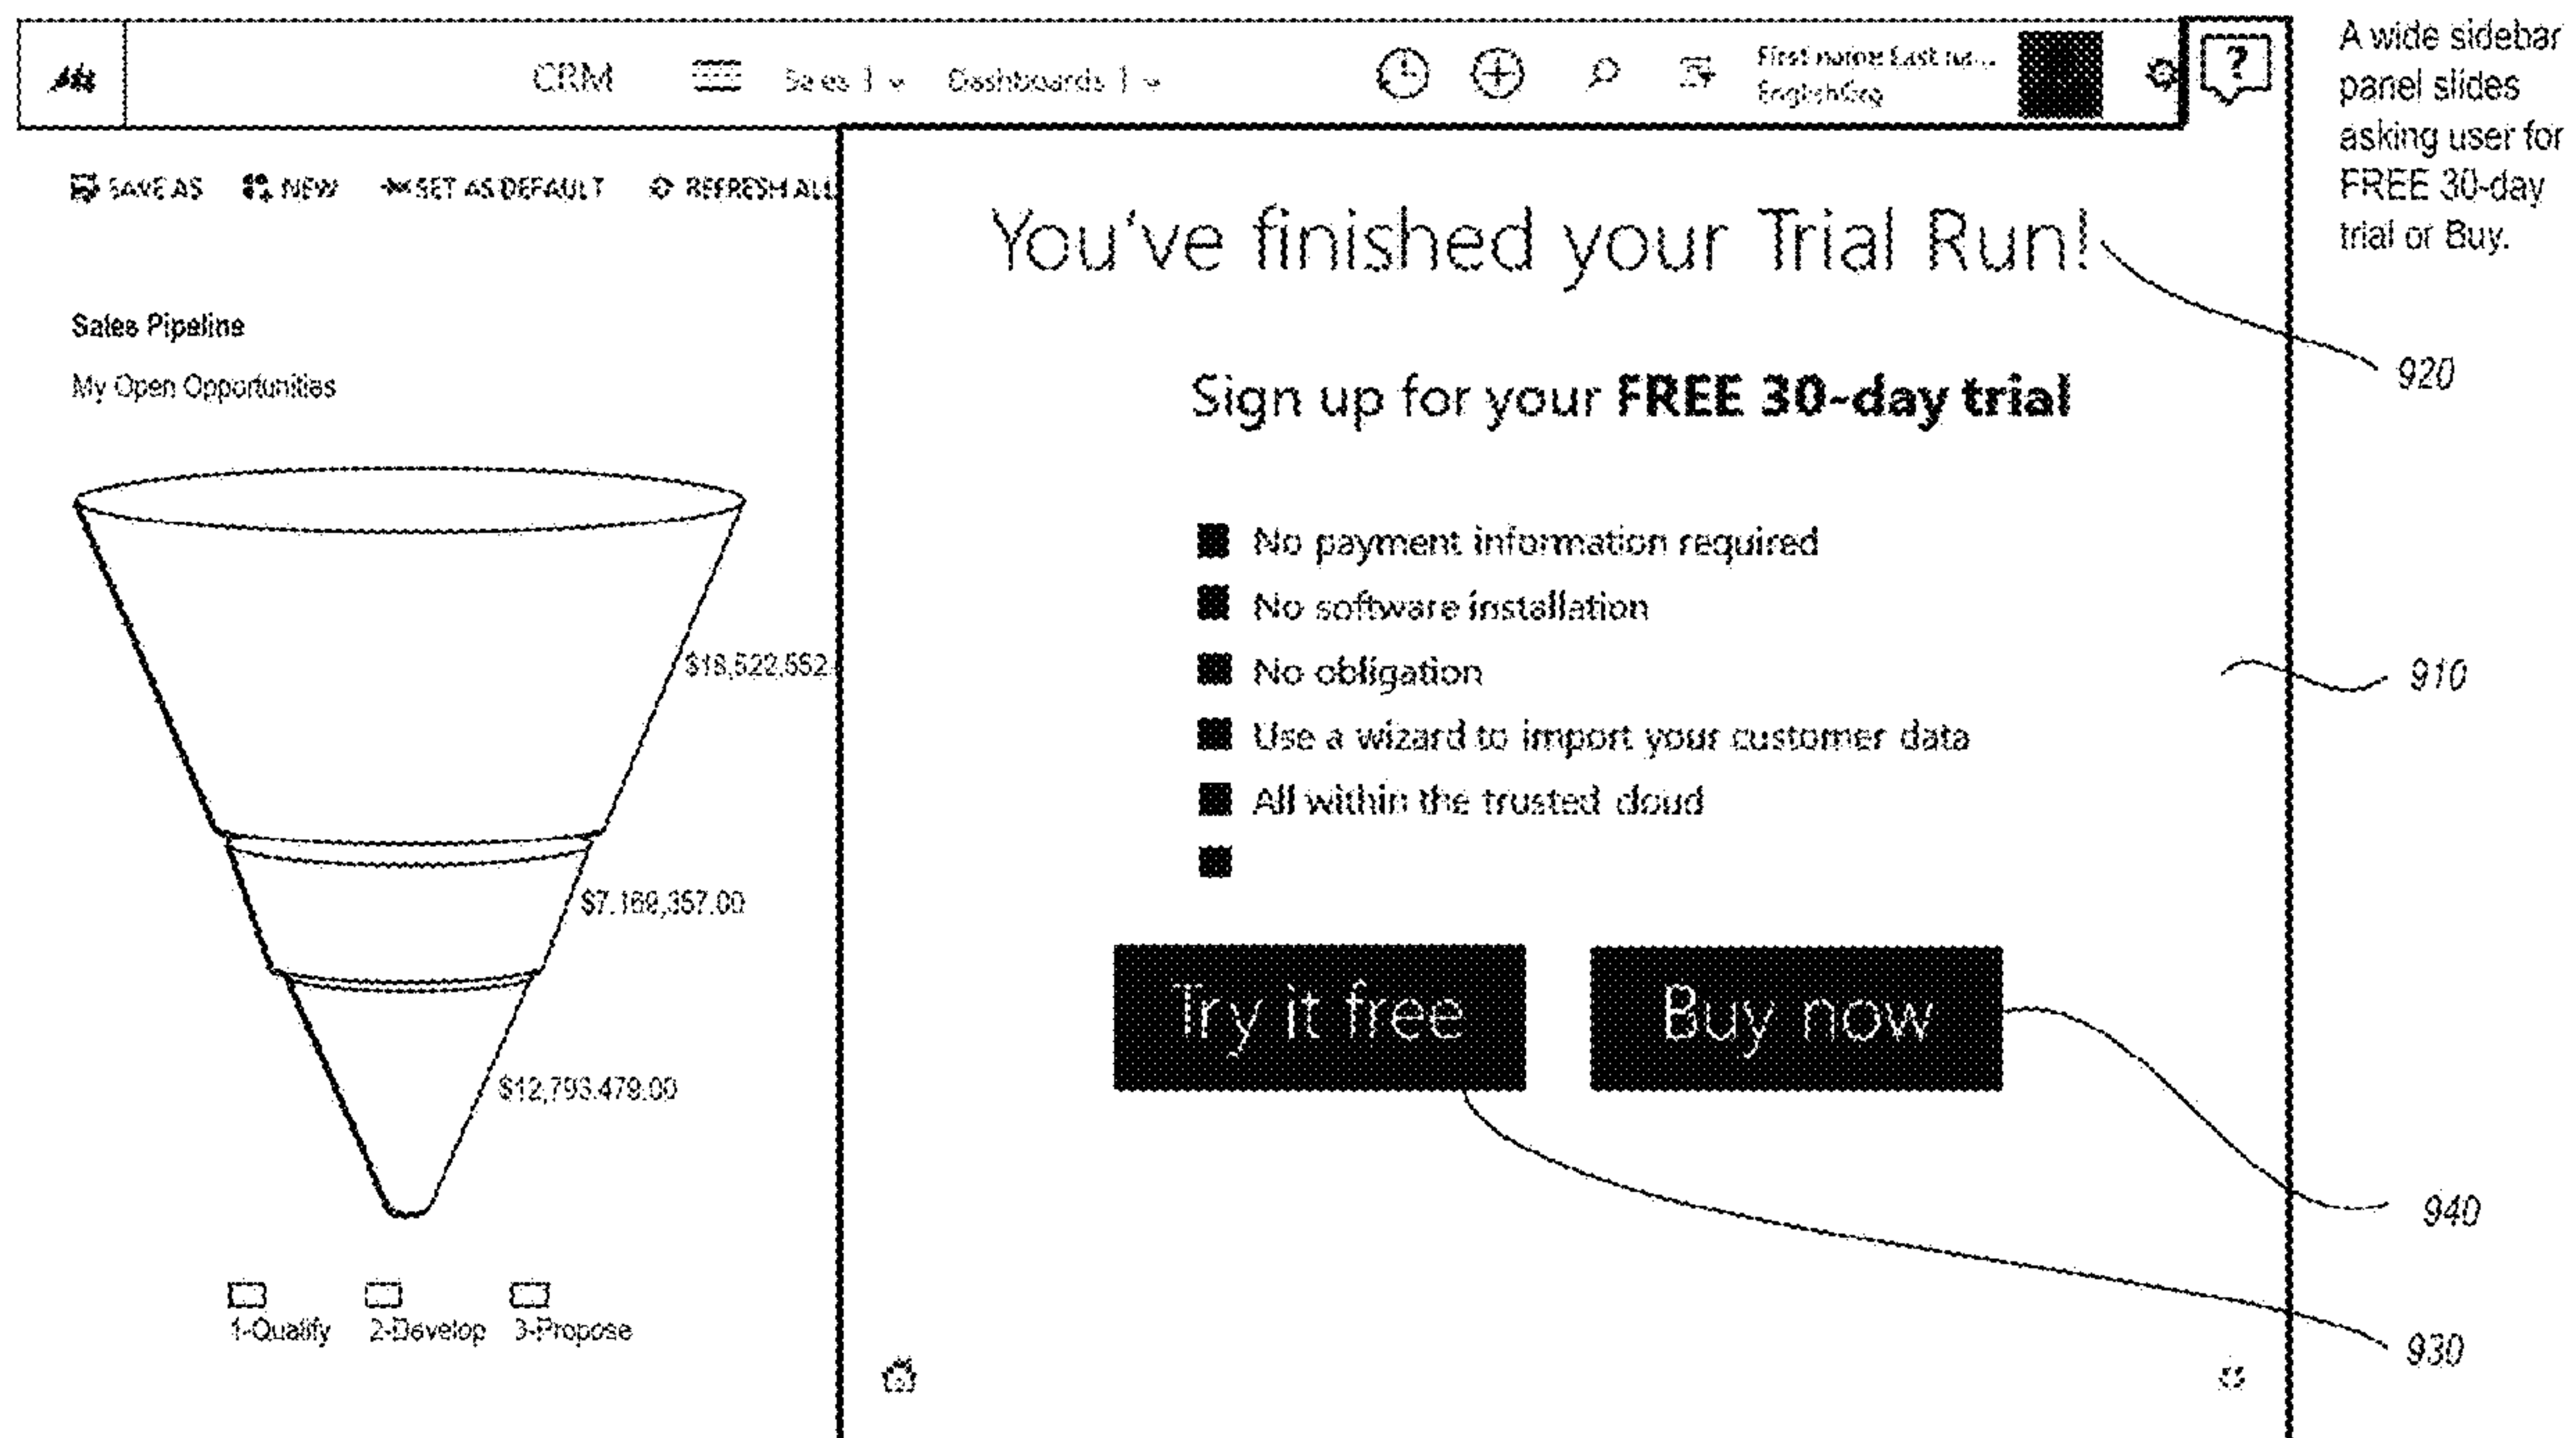 CRM
Dashboards 1
?
SAVE AS NEW SET AS DEFAULT REFRESH ALL
Sales Pipeline
My Open Opportunities
$7,169,357.00
$12,793,479.00
1-Qualify 2-Develop 3-Propose
You've finished your Trial Run!
Sign up for your FREE 30-day trial
No payment information required
No software installation
No obligation
Use a wizard to import your customer data
All within the trusted cloud
Try it free
Buy now
A wide sidebar
panel slides
asking user for
FREE 30-day
trial or Buy.
920
910
940
930